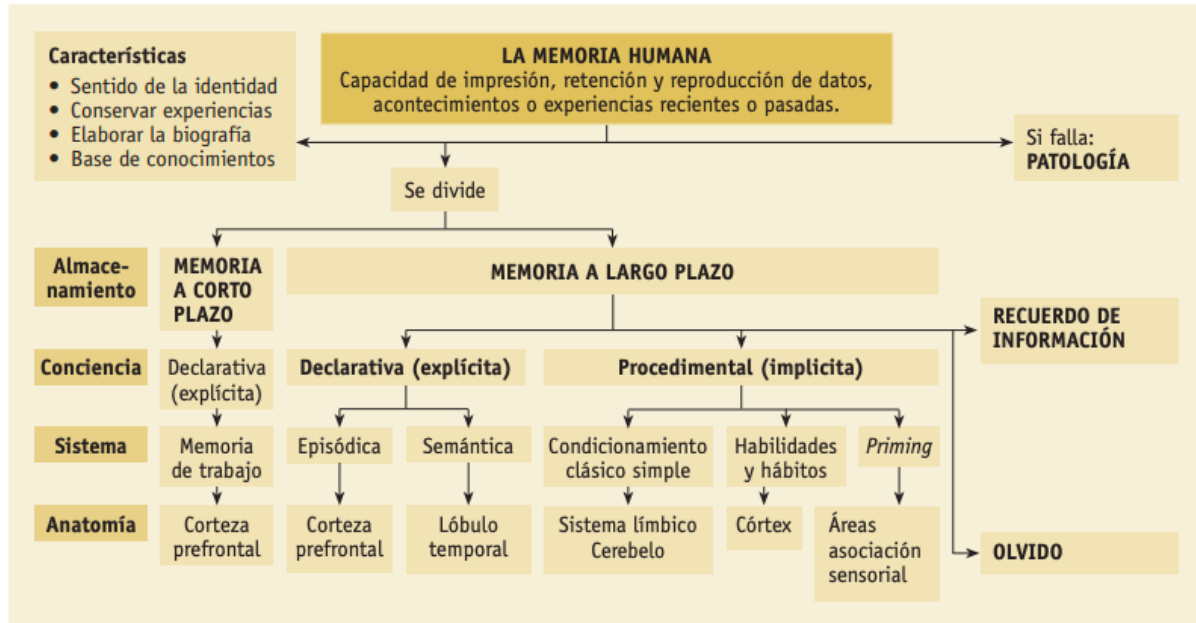 Características
• Sentido de la identidad
• Conservar experiencias
• Elaborar la biografía
• Base de conocimientos
LA MEMORIA HUMANA
Capacidad de impresión, retención y reproducción de datos,
acontecimientos o experiencias recientes o pasadas.
Si falla:
PATOLOGÍA
Se divide
Almace-
namiento
MEMORIA
A CORTO
PLAZO
MEMORIA A LARGO PLAZO
RECUERDO DE
INFORMACIÓN
Conciencia
Declarativa
(explícita)
Declarativa (explícita)
Procedimental (implicita)
Sistema
Memoria
de trabajo
Episódica
Semántica
Condicionamiento
clásico simple
Habilidades
y hábitos
Priming
Anatomía
Corteza
prefrontal
Corteza
prefrontal
Lóbulo
temporal
Sistema límbico
Cerebelo
Córtex
Áreas
asociación
sensorial
OLVIDO